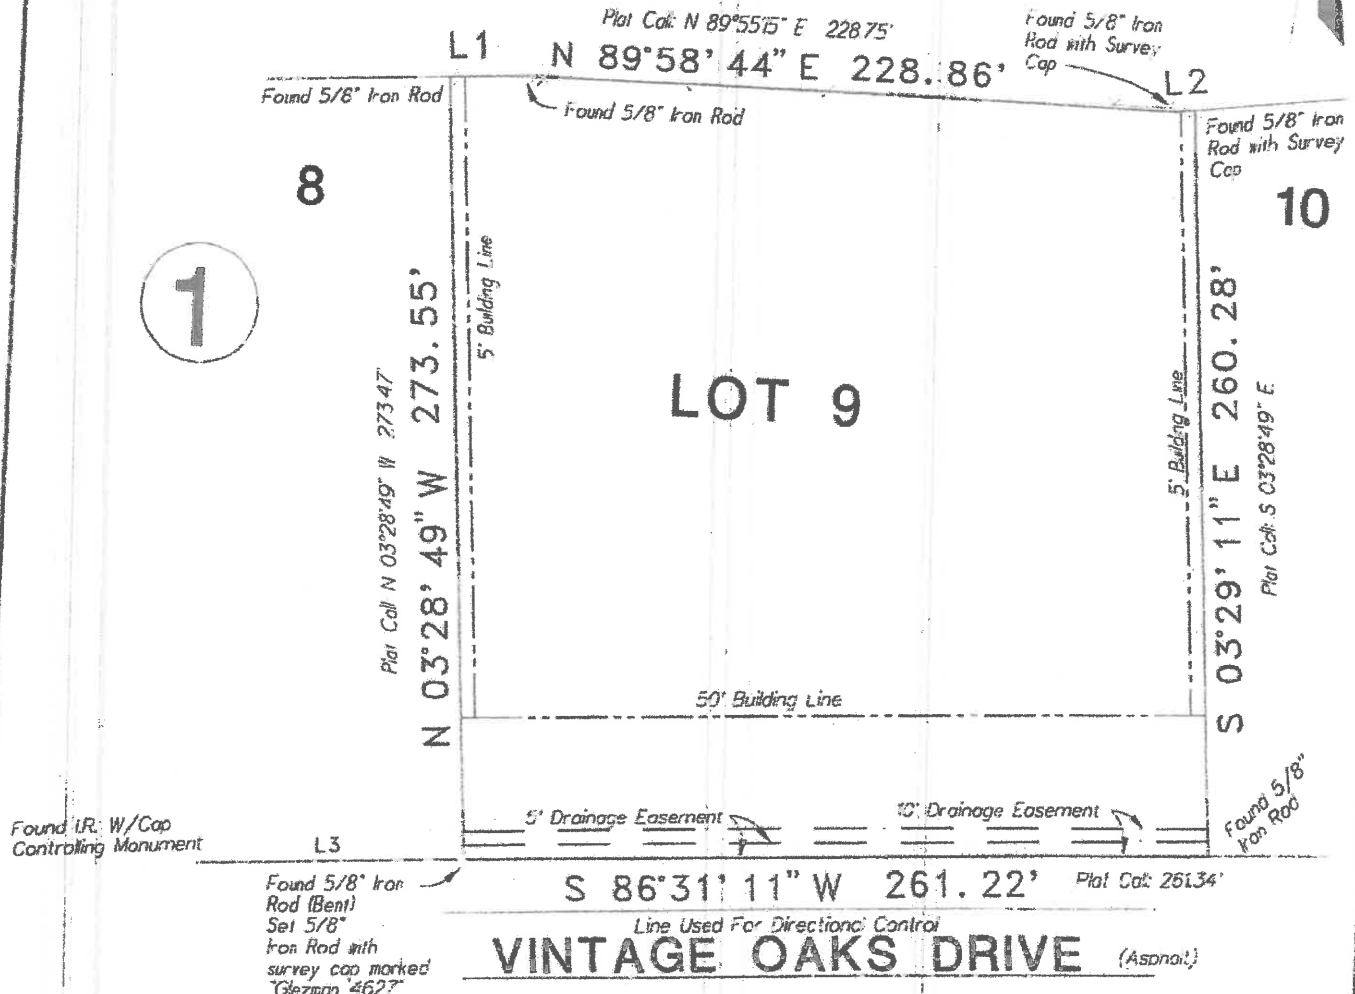 Plat Call: N 89°55'15" E 228.75'
N 89°58'44" E 228.86'
L1
Found 5/8" Iron
Rod with Survey
Cap
L2
Found 5/8" Iron Rod
Found 5/8" Iron Rod
Found 5/8" Iron
Rod with Survey
Cap
8
10
1
5' Building Line
N 03°28'49" W 273.55'
Plat Call N 03°28'49" W 273.47'
LOT 9
5' Building Line
S 03°29'11" E 260.28'
Plat Call: S 03°28'49" E
50' Building Line
5' Drainage Easement
10' Drainage Easement
Found 5/8"
Iron Rod
Found I.R. W/Cap
Controlling Monument
L3
Found 5/8" Iron
Rod (Bent)
Set 5/8"
Iron Rod with
survey cap marked
"Glezman 4627"
S 86°31'11" W 261.22'
Plat Call: 261.34'
Line Used For Directional Control
VINTAGE OAKS DRIVE
(Asphalt)